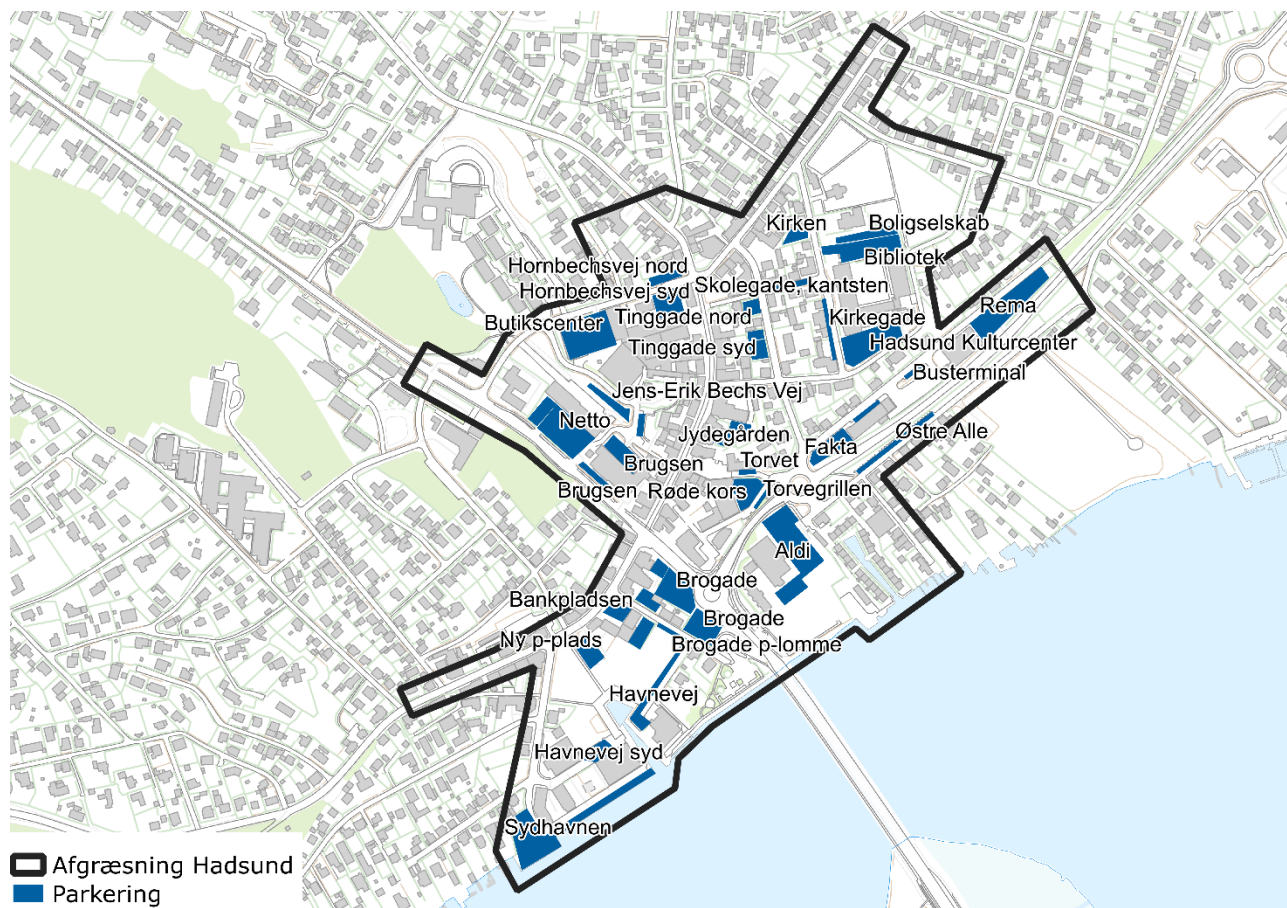 Kirken
Boligselskab
Bibliotek
Hornbechsvej nord
Hornbechsvej syd
Skolegade, kantsten
Rema
Butikscenter
Tinggade nord
Kirkegade
Tinggade syd
Hadsund Kulturcenter
Busterminal
Jens-Erik Bechs Vej
Netto
Jydegården
Fakta
Østre Alle
Brugsen
Torvet
Brugsen
Røde kors
Torvegrillen
Aldi
Brogade
Bankpladsen
Brogade
Ny p-plads
Brogade p-lomme
Havnevej
Havnevej syd
Sydhavnen
Afgræsning Hadsund
Parkering